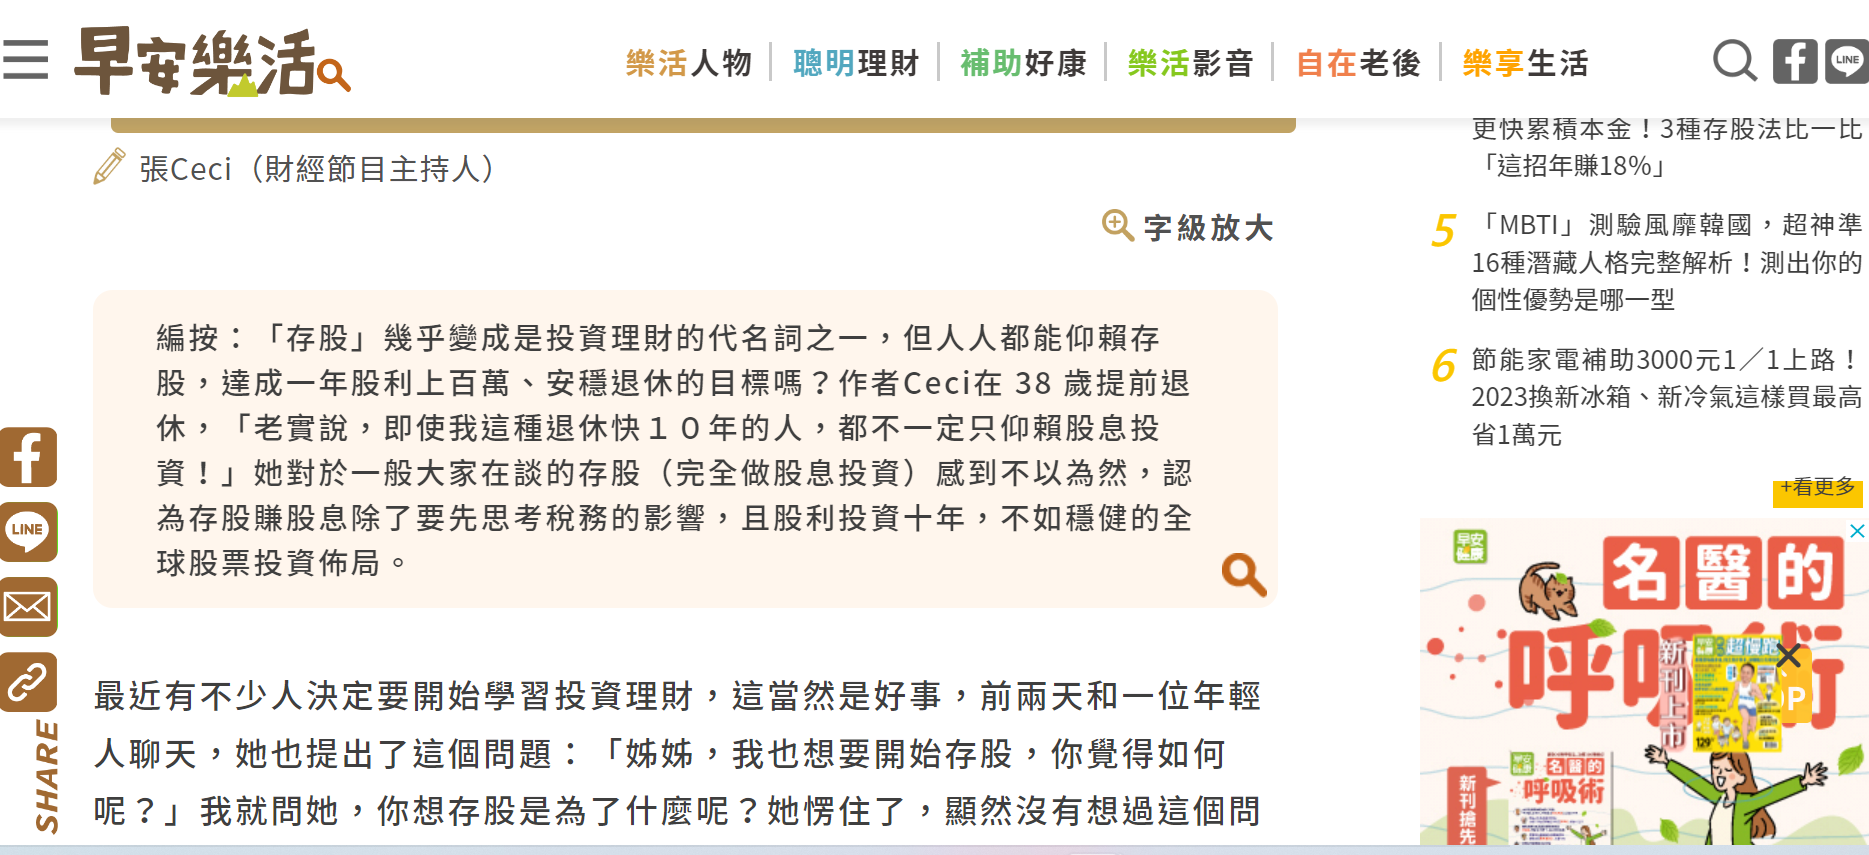 早安樂活
樂活人物
聰明理財
補助好康
樂活影音
自在老後
樂享生活
LINE
張Ceci（財經節目主持人）
字級放大
編按：「存股」幾乎變成是投資理財的代名詞之一，但人人都能仰賴存
股，達成一年股利上百萬、安穩退休的目標嗎？作者Ceci在 38 歲提前退
休，「老實說，即使我這種退休快１０年的人，都不一定只仰賴股息投
資！」她對於一般大家在談的存股（完全做股息投資）感到不以為然，認
為存股賺股息除了要先思考稅務的影響，且股利投資十年，不如穩健的全
球股票投資佈局。
最近有不少人決定要開始學習投資理財，這當然是好事，前兩天和一位年輕
人聊天，她也提出了這個問題：「姊姊，我也想要開始存股，你覺得如何
呢？」我就問她，你想存股是為了什麼呢？她愣住了，顯然沒有想過這個問
LINE
SHARE
更快累積本金！3種存股法比一比
「這招年賺18%」
5
「MBTI」測驗風靡韓國，超神準
16種潛藏人格完整解析！測出你的
個性優勢是哪一型
6
節能家電補助3000元1／1上路！
2023換新冰箱、新冷氣這樣買最高
省1萬元
+看更多
早安
健康
名醫的
呼吸術
新刊上市
超慢跑
129
P
新刊搶先
早安
健康
名醫的
呼吸術